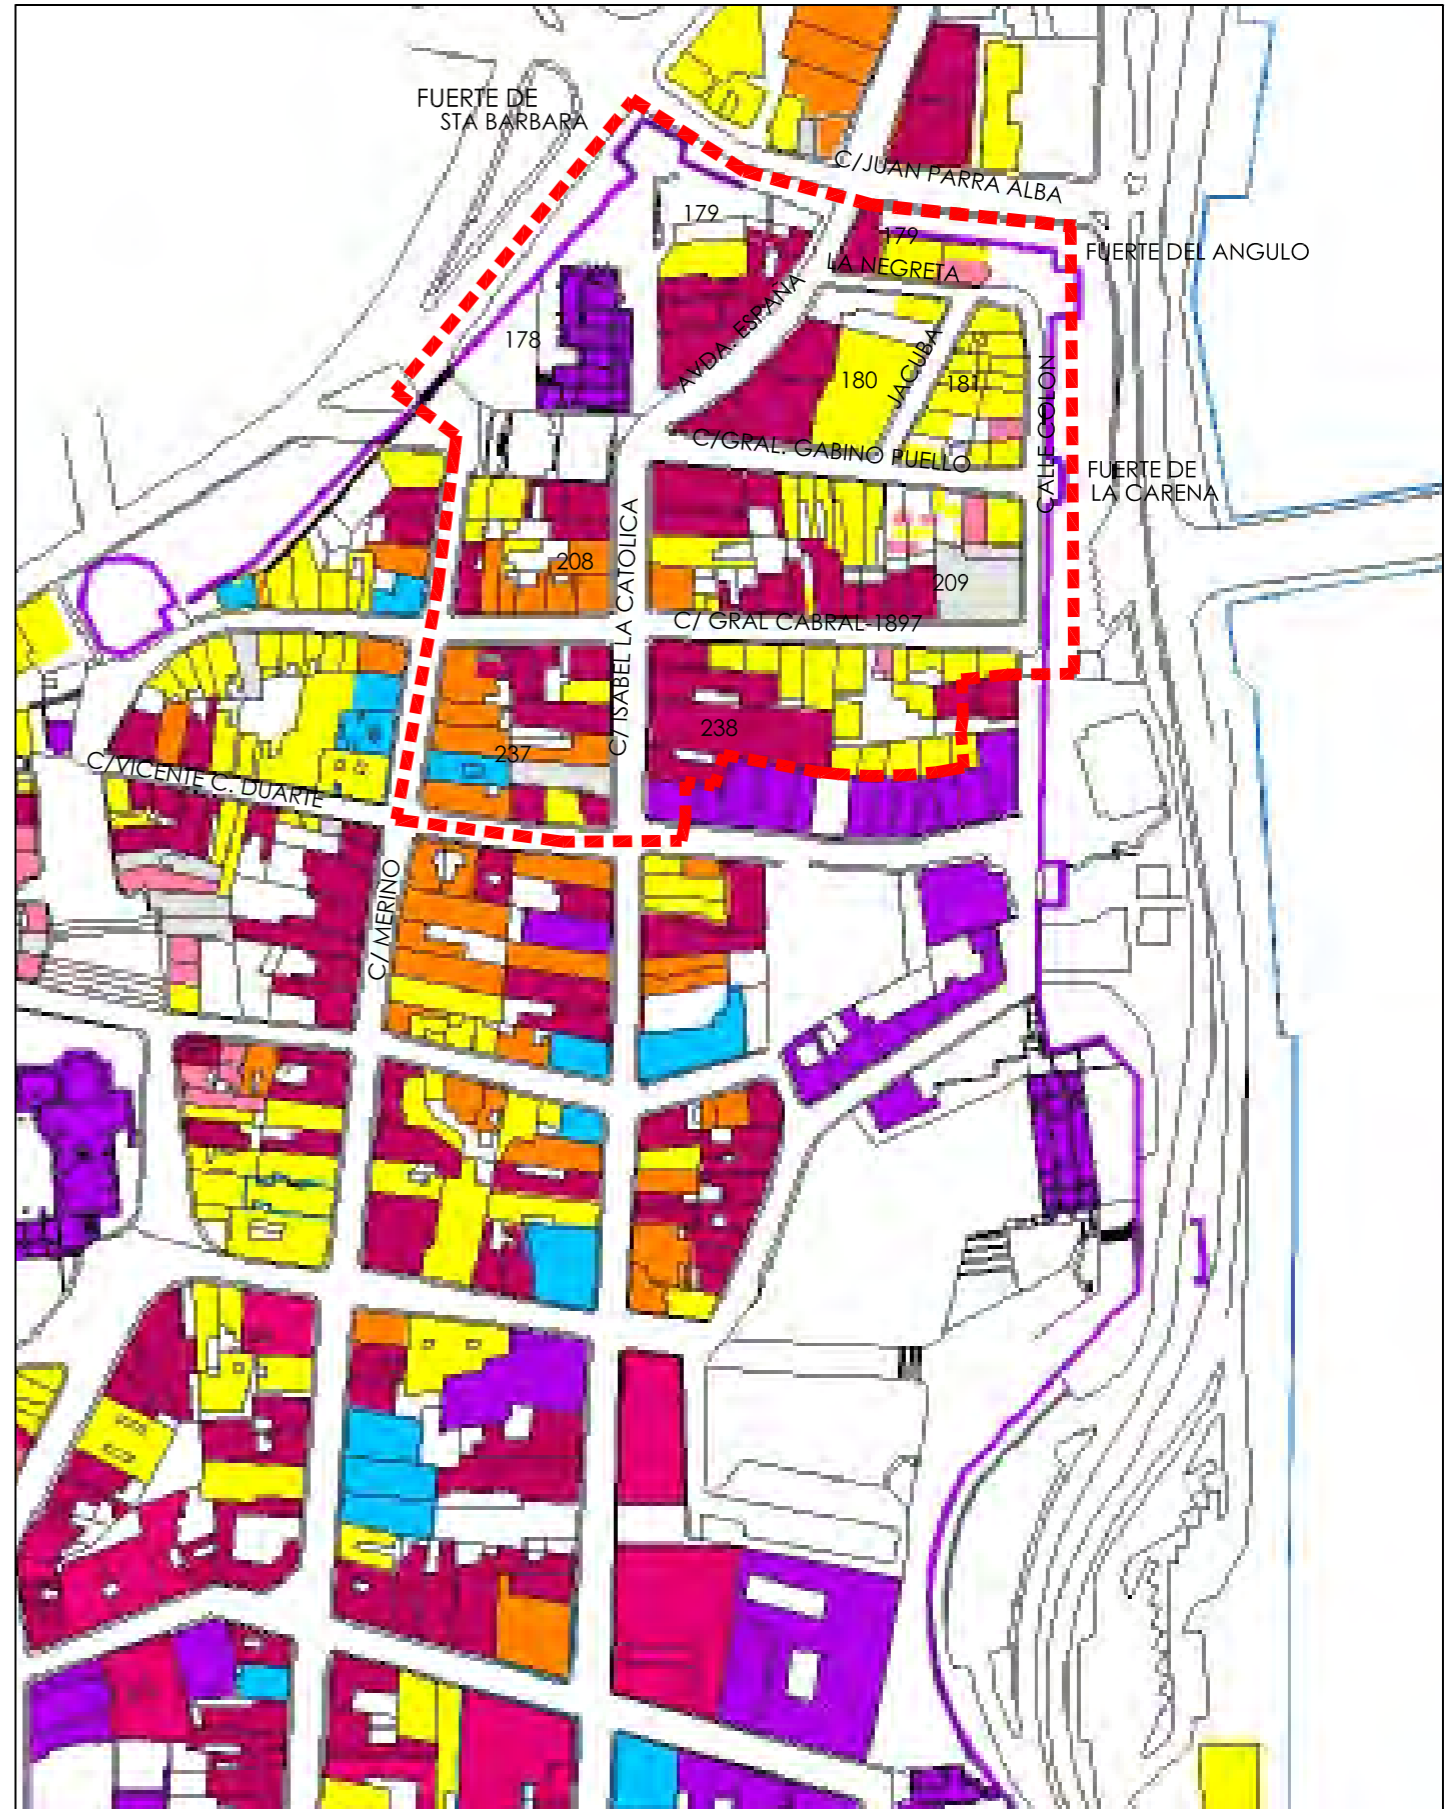 FUERTE DE
STA BARBARA
C/JUAN PARRA ALBA
179
179
FUERTE DEL ANGULO
LA NEGRETA
AVDA. ESPAÑA
178
180
JACUBA
181
CALLE COLON
C/GRAL. GABINO PUELLO
FUERTE DE
LA CARENA
208
C/ ISABEL LA CATOLICA
209
C/ GRAL CABRAL-1897
238
237
C/VICENTE C. DUARTE
C/ MERINO